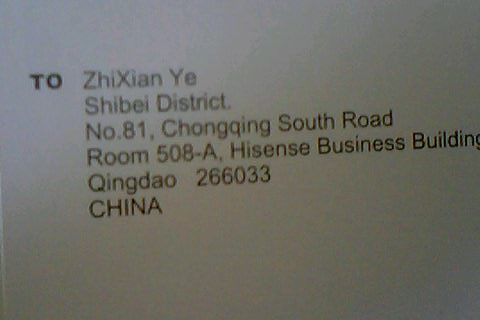 TO ZhiXian Ye
Shibei District.
No.81, Chongqing South Road
Room 508-A, Hisense Business Building
Qingdao 266033
CHINA